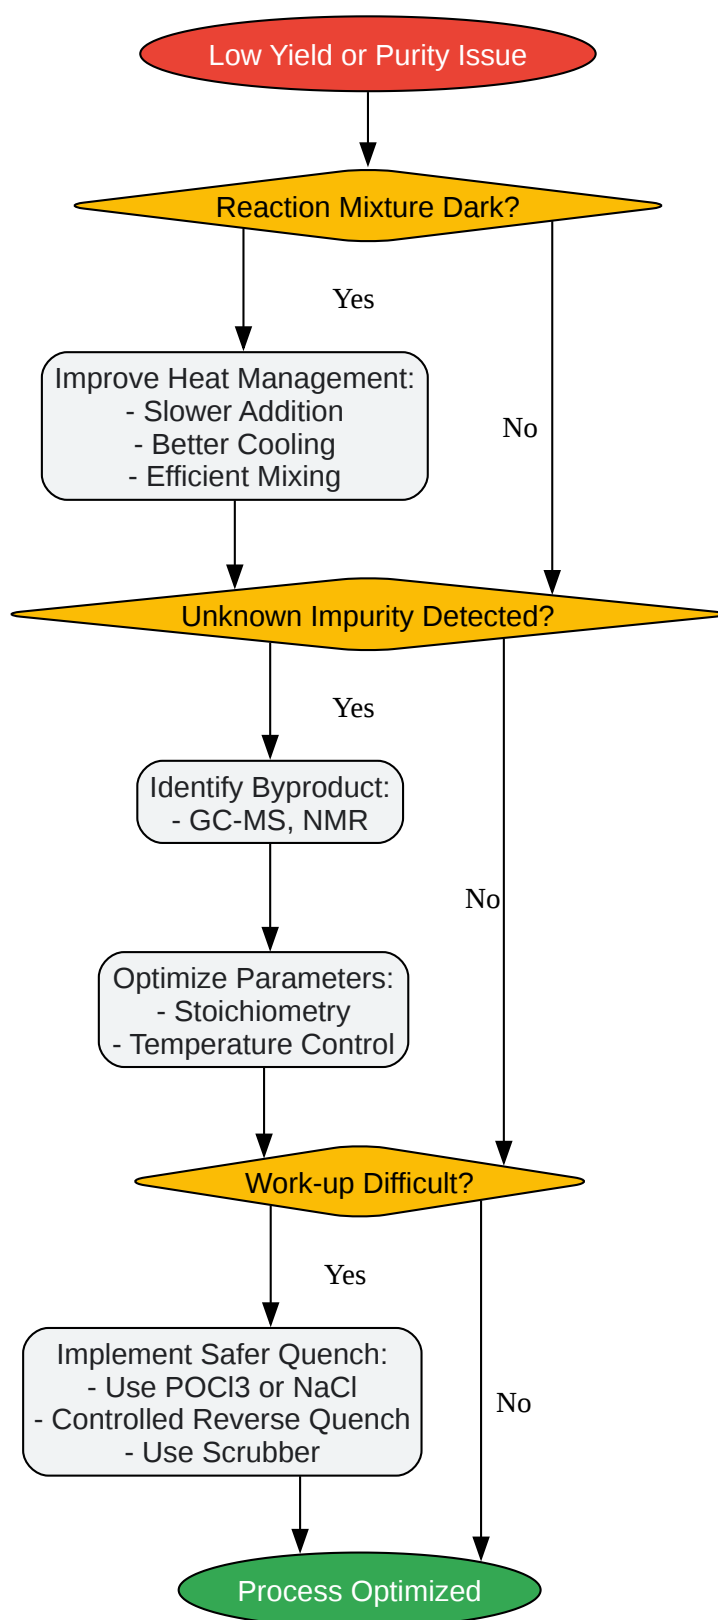 Low Yield or Purity Issue
Reaction Mixture Dark?
Yes
Improve Heat Management:
- Slower Addition
- Better Cooling
- Efficient Mixing
No
Unknown Impurity Detected?
Yes
Identify Byproduct:
- GC-MS, NMR
No
Optimize Parameters:
- Stoichiometry
- Temperature Control
Work-up Difficult?
Yes
Implement Safer Quench:
- Use POCl3 or NaCl
- Controlled Reverse Quench
- Use Scrubber
No
Process Optimized